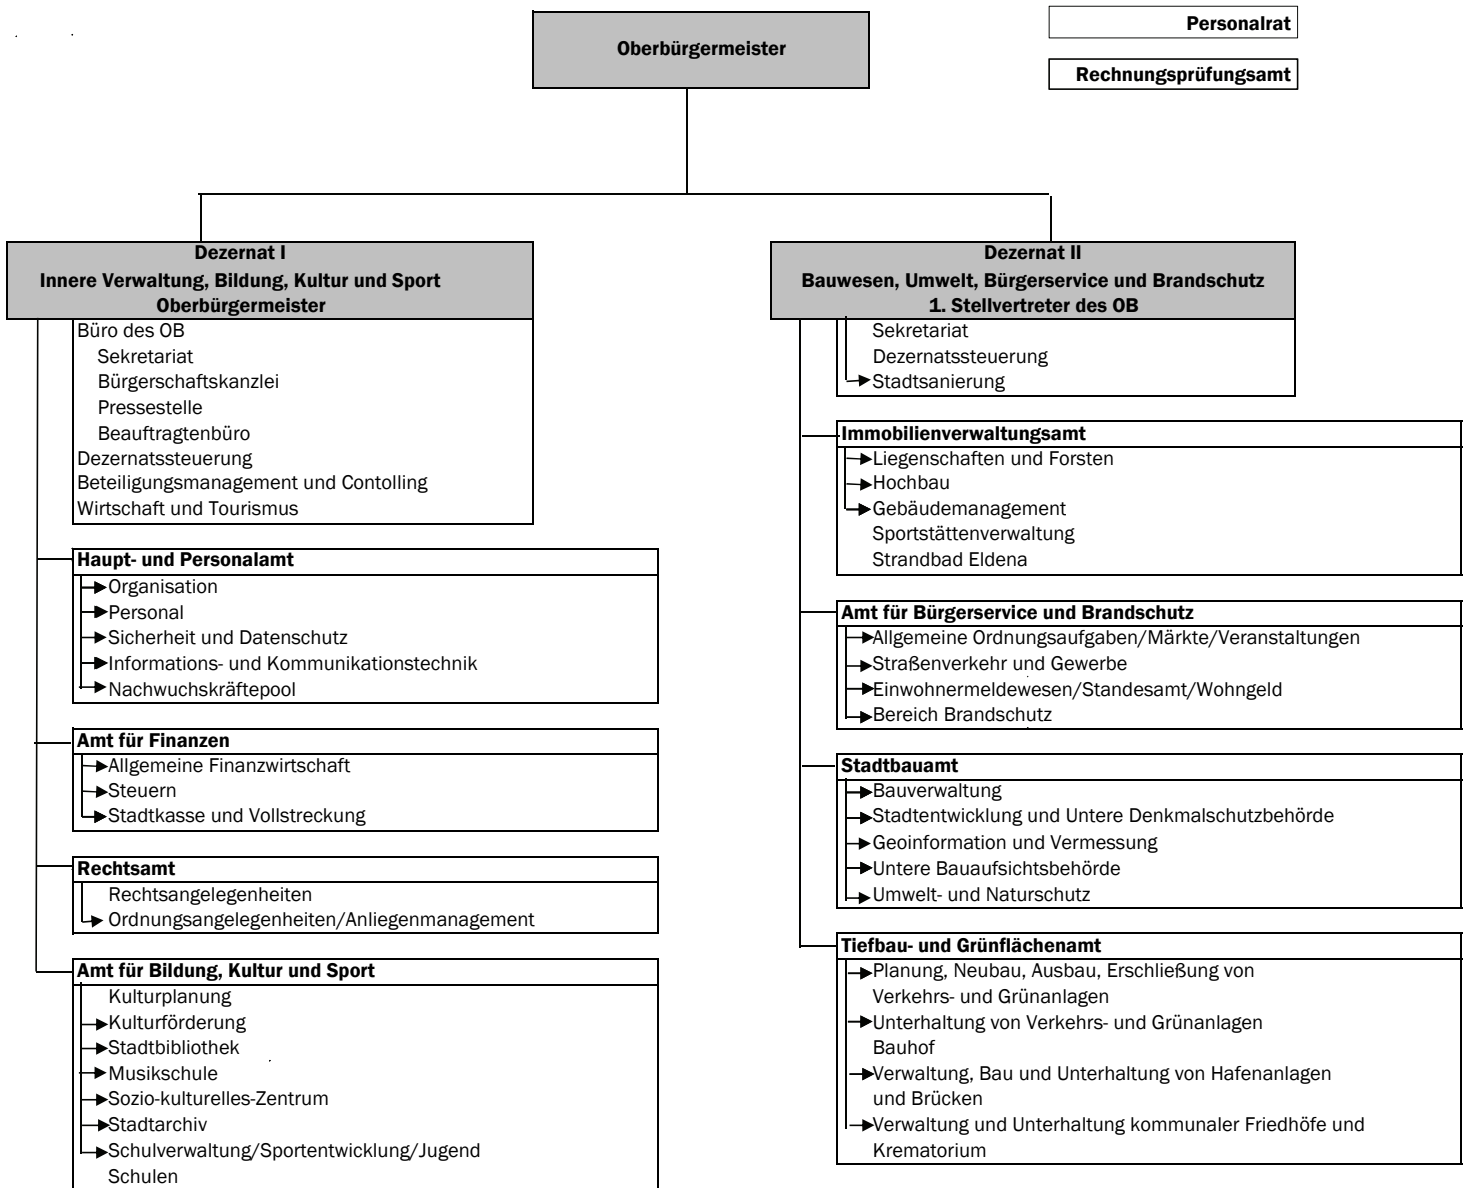 Oberbürgermeister
Personalrat
Rechnungsprüfungsamt
Dezernat I
Innere Verwaltung, Bildung, Kultur und Sport
Oberbürgermeister
Büro des OB
Sekretariat
Bürgerschaftskanzlei
Pressestelle
Beauftragtenbüro
Dezernatssteuerung
Beteiligungsmanagement und Contolling
Wirtschaft und Tourismus
Haupt- und Personalamt
Organisation
Personal
Sicherheit und Datenschutz
Informations- und Kommunikationstechnik
Nachwuchskräftepool
Amt für Finanzen
Allgemeine Finanzwirtschaft
Steuern
Stadtkasse und Vollstreckung
Rechtsamt
Rechtsangelegenheiten
Ordnungsangelegenheiten/Anliegenmanagement
Amt für Bildung, Kultur und Sport
Kulturplanung
Kulturförderung
Stadtbibliothek
Musikschule
Sozio-kulturelles-Zentrum
Stadtarchiv
Schulverwaltung/Sportentwicklung/Jugend
Schulen
Dezernat II
Bauwesen, Umwelt, Bürgerservice und Brandschutz
1. Stellvertreter des OB
Sekretariat
Dezernatssteuerung
Stadtsanierung
Immobilienverwaltungsamt
Liegenschaften und Forsten
Hochbau
Gebäudemanagement
Sportstättenverwaltung
Strandbad Eldena
Amt für Bürgerservice und Brandschutz
Allgemeine Ordnungsaufgaben/Märkte/Veranstaltungen
Straßenverkehr und Gewerbe
Einwohnermeldewesen/Standesamt/Wohngeld
Bereich Brandschutz
Stadtbauamt
Bauverwaltung
Stadtentwicklung und Untere Denkmalschutzbehörde
Geoinformation und Vermessung
Untere Bauaufsichtsbehörde
Umwelt- und Naturschutz
Tiefbau- und Grünflächenamt
Planung, Neubau, Ausbau, Erschließung von
Verkehrs- und Grünanlagen
Unterhaltung von Verkehrs- und Grünanlagen
Bauhof
Verwaltung, Bau und Unterhaltung von Hafenanlagen
und Brücken
Verwaltung und Unterhaltung kommunaler Friedhöfe und
Krematorium